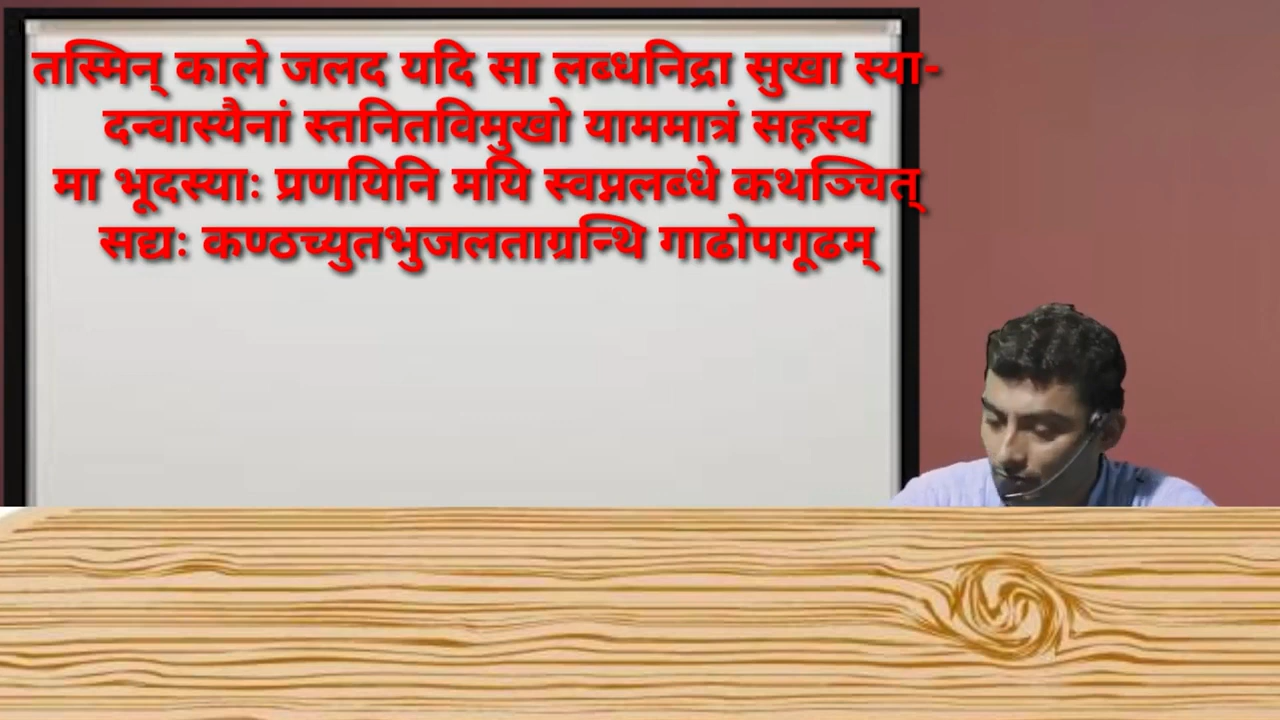 तस्मिन् काले जलद यदि सा लब्धनिद्रा सुखा स्या-
दन्वास्यैनां स्तनितविमुखो याममात्रं सहस्व
मा भूदस्याः प्रणयिनि मयि स्वप्नलब्धे कथञ्चित्
सद्यः कण्ठच्युतभुजलताग्रन्थि गाढोपगूढम्